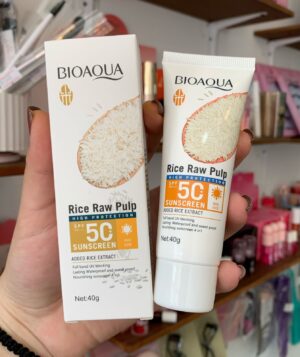 BIOAQUA
Rice Raw Pulp
HIGH PROTECTION
SPF
50
SUNSCREEN
ADDED RICE EXTRACT
Net:40g
BIOAQUA
Rice Raw Pulp
HIGH PROTECTION
SPF
50
SUNSCREEN
ADDED RICE EXTRACT
Net:40g